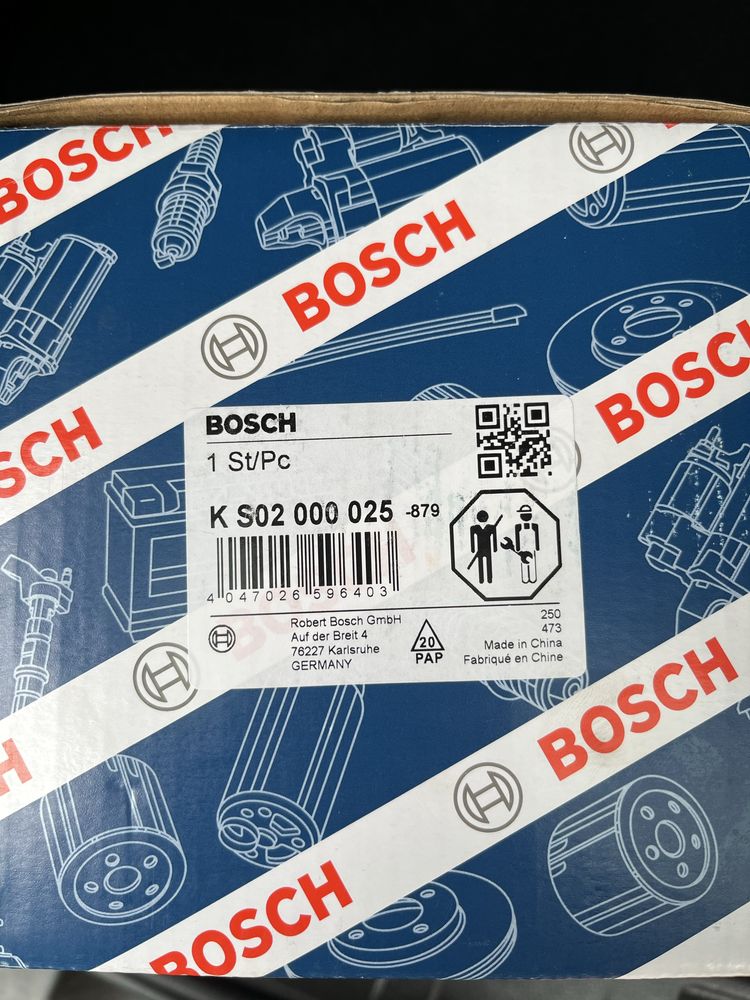 BOSCH
BOSCH
BOSCH
BOSCH
BOSCH
1 St/Pc
K S02 000 025 -879
4 047026 596403
Robert Bosch GmbH
Auf der Breit 4
76227 Karlsruhe
GERMANY
20
PAP
250
473
Made in China
Fabriqué en Chine
BOSCH
BOSCH